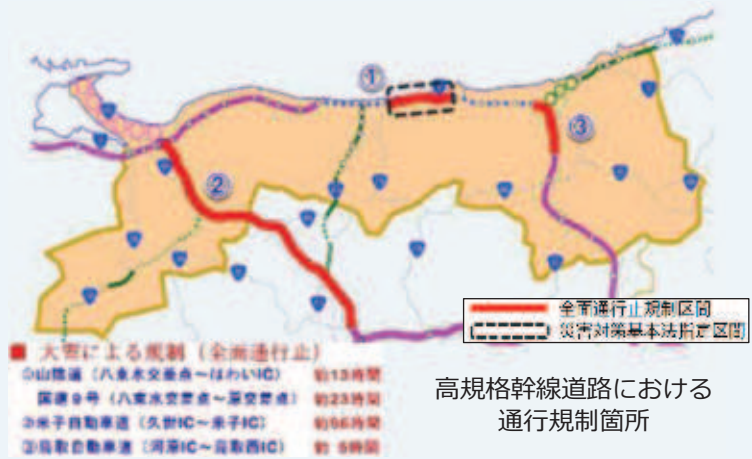 ①
②
③
全面通行止規制区間
災害対策基本法指定区間
■ 大雪による規制（全面通行止）
①山陰道（八束水交差点～はわいIC） 約15時間
国道9号（八束水交差点～原交差点） 約23時間
②米子自動車道（久世IC～米子IC） 約66時間
③鳥取自動車道（河原IC～鳥取西IC） 約 5時間
高規格幹線道路における
通行規制箇所